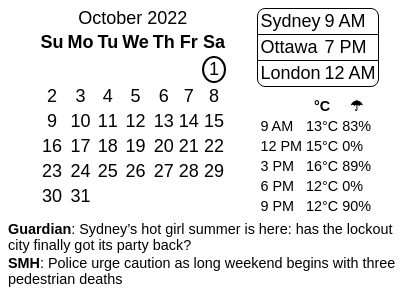 October 2022
Su Mo Tu We Th Fr Sa
1
2 3 4 5 6 7 8
9 10 11 12 13 14 15
16 17 18 19 20 21 22
23 24 25 26 27 28 29
30 31
Sydney 9 AM
Ottawa 7 PM
London 12 AM
°C ☂
9 AM 13°C 83%
12 PM 15°C 0%
3 PM 16°C 89%
6 PM 12°C 0%
9 PM 12°C 90%
Guardian: Sydney's hot girl summer is here: has the lockout
city finally got its party back?
SMH: Police urge caution as long weekend begins with three
pedestrian deaths